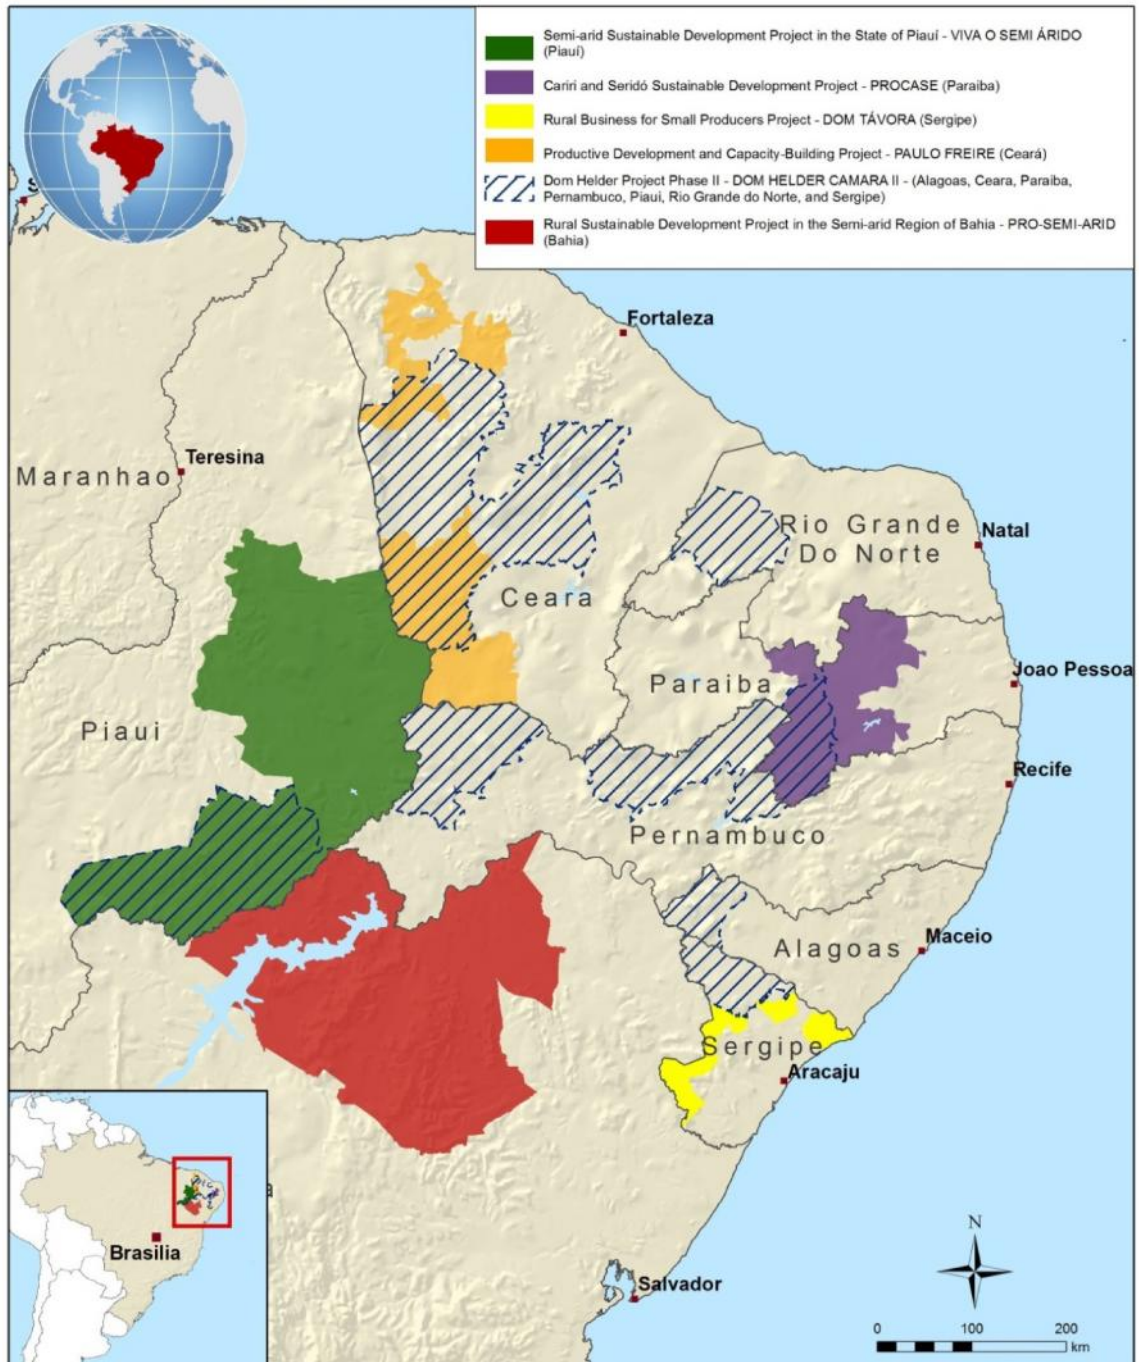 Semi-arid Sustainable Development Project in the State of Piauí - VIVA O SEMI ÁRIDO
(Piauí)
Cariri and Seridó Sustainable Development Project - PROCASE (Paraiba)
Rural Business for Small Producers Project - DOM TÁVORA (Sergipe)
Productive Development and Capacity-Building Project - PAULO FREIRE (Ceará)
Dom Helder Project Phase II - DOM HELDER CAMARA II - (Alagoas, Ceara, Paraiba,
Pernambuco, Piaui, Rio Grande do Norte, and Sergipe)
Rural Sustainable Development Project in the Semi-arid Region of Bahia - PRO-SEMI-ARID
(Bahia)
S
Fortaleza
Teresina
Maranhao
Rio Grande
Do Norte
Natal
Ceara
Joao Pessoa
Paraiba
Piaui
Recife
Pernambuco
Maceio
Alagoas
Sergipe
Aracaju
a
Brasilia
N
Salvador
0 100 200
km